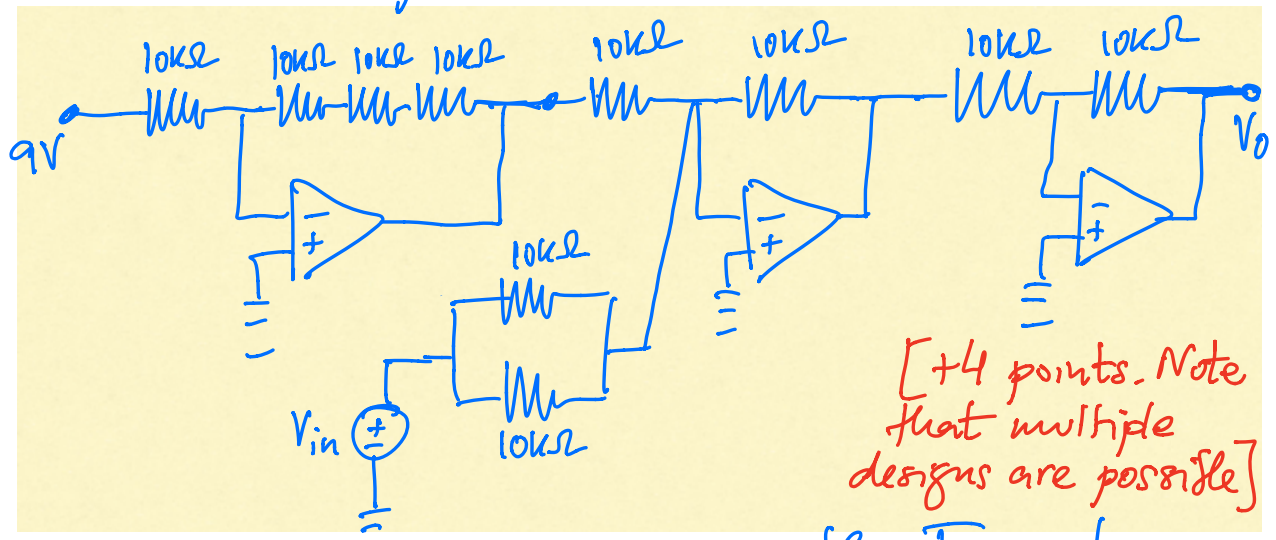 10kΩ 10kΩ 10kΩ 10kΩ 10kΩ 10kΩ 10kΩ 10kΩ
9V
V₀
−
+
−
+
−
+
10kΩ
Vin
+
−
10kΩ
[+4 points. Note
that multiple
designs are possible]